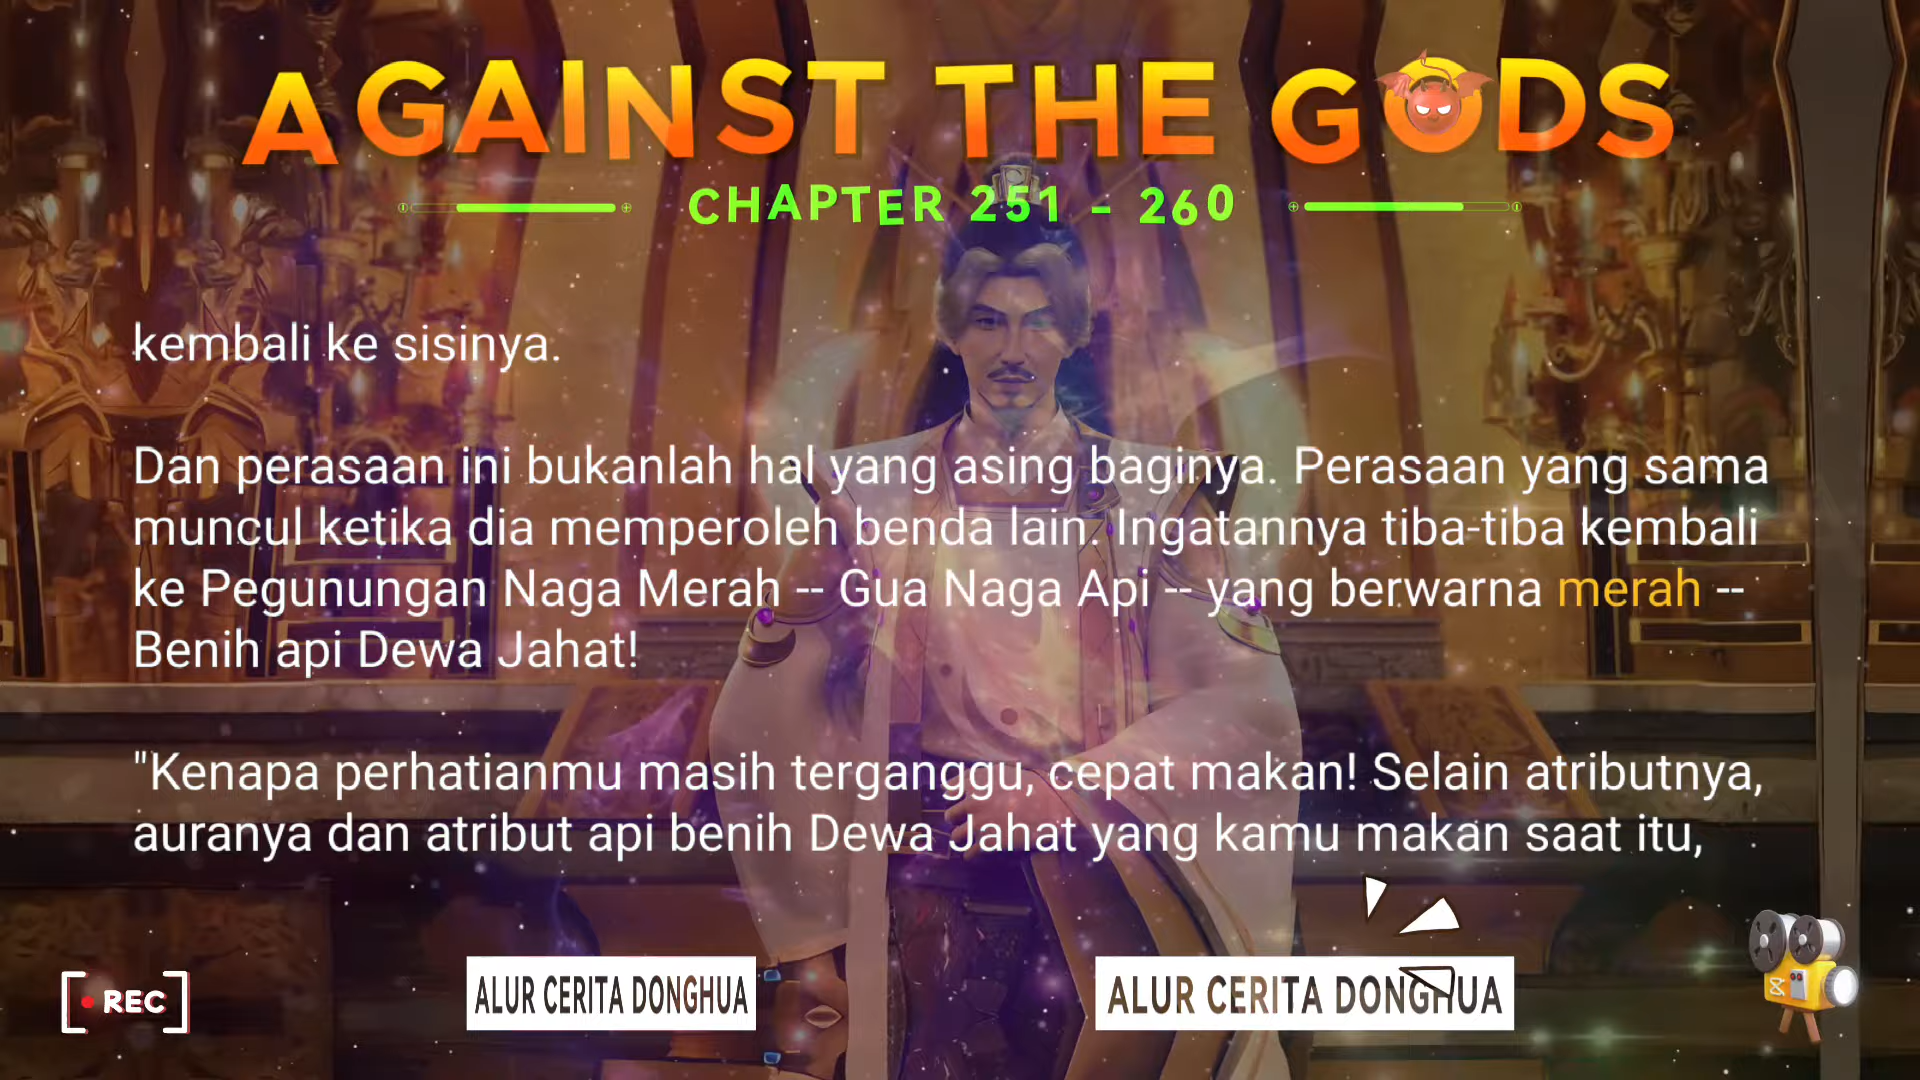 AGAINST THE GODS
CHAPTER 251 - 260
kembali ke sisinya.
Dan perasaan ini bukanlah hal yang asing baginya. Perasaan yang sama
muncul ketika dia memperoleh benda lain. Ingatannya tiba-tiba kembali
ke Pegunungan Naga Merah -- Gua Naga Api -- yang berwarna merah --
Benih api Dewa Jahat!
"Kenapa perhatianmu masih terganggu, cepat makan! Selain atributnya,
auranya dan atribut api benih Dewa Jahat yang kamu makan saat itu,
REC
ALUR CERITA DONGHUA
ALUR CERITA DONGHUA